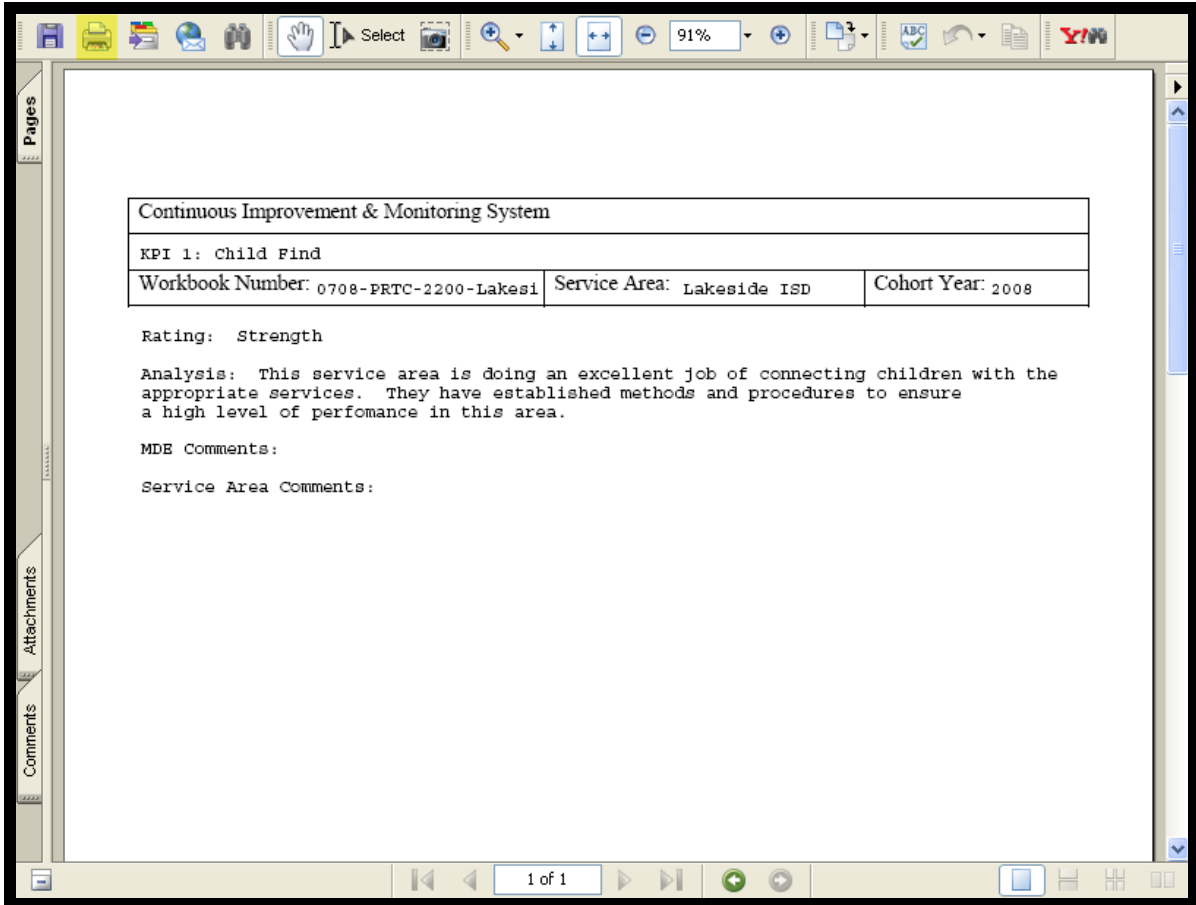 Select
91%
ABC
Y!
Pages
Continuous Improvement & Monitoring System
KPI 1: Child Find
Workbook Number: 0708-PRTC-2200-Lakesi Service Area: Lakeside ISD Cohort Year: 2008
Rating: Strength
Analysis: This service area is doing an excellent job of connecting children with the
appropriate services. They have established methods and procedures to ensure
a high level of perfomance in this area.
MDE Comments:
Service Area Comments:
Attachments
Comments
1 of 1